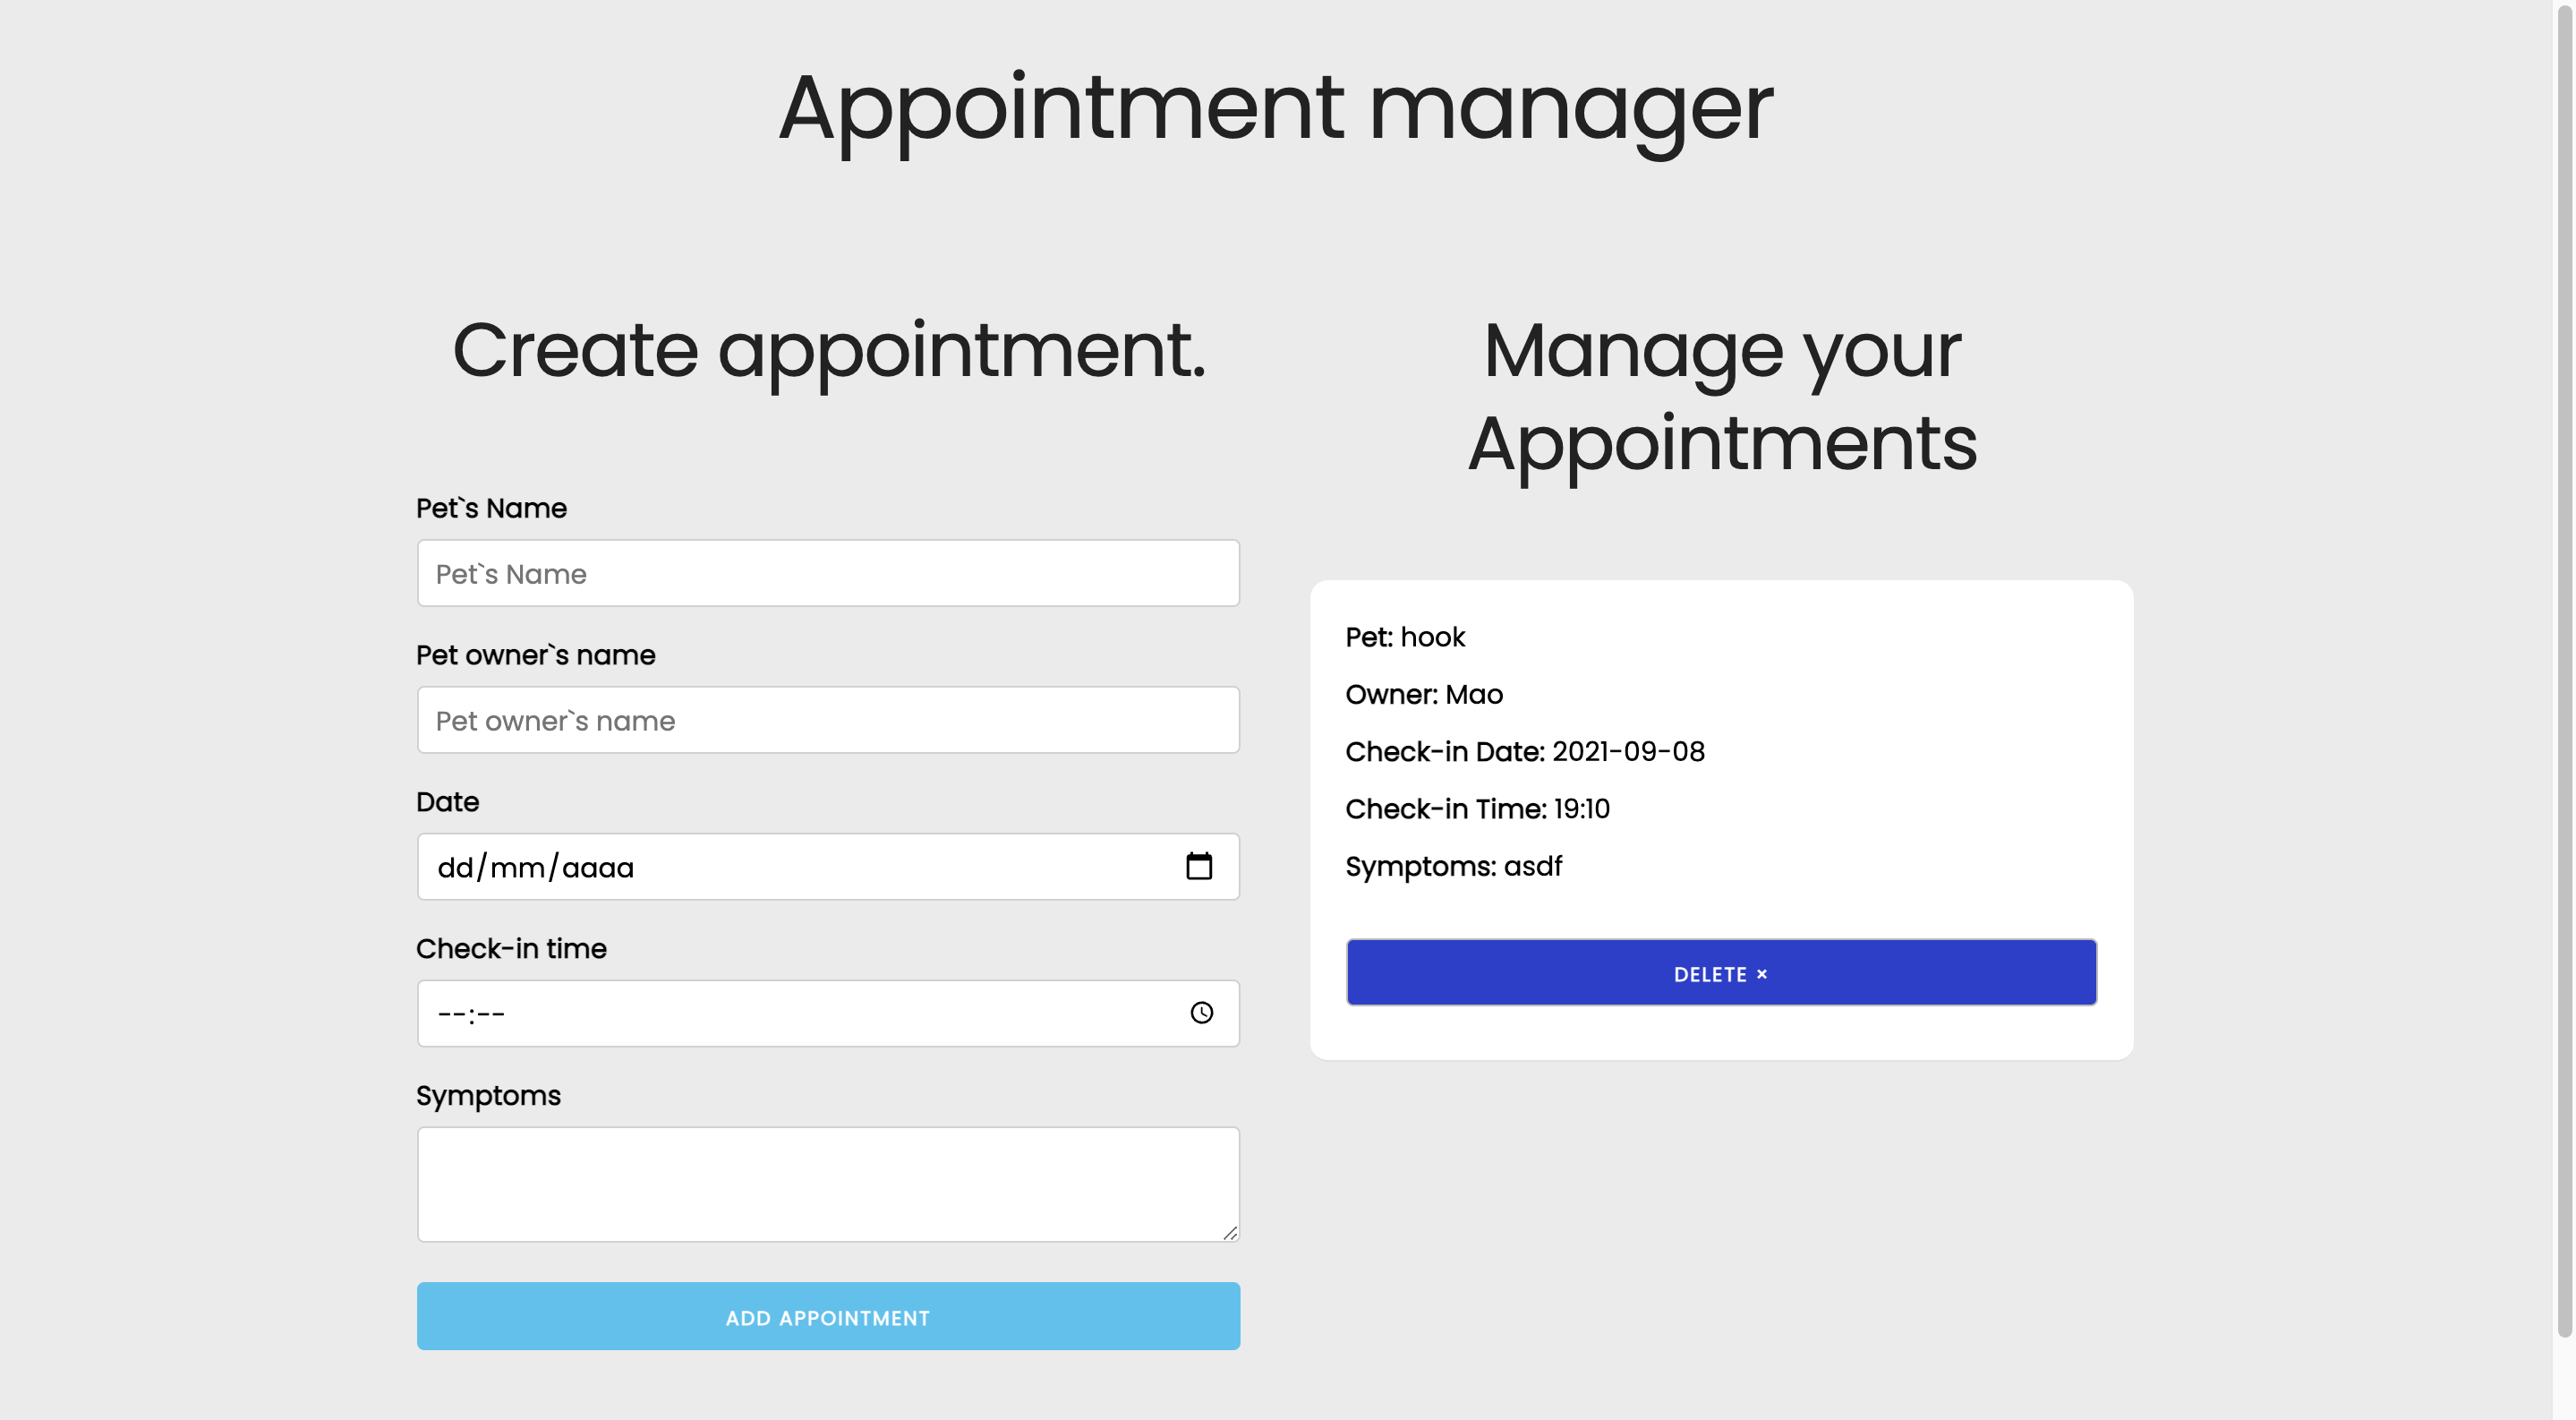 Appointment manager
Create appointment.
Pet`s Name
Pet`s Name
Pet owner`s name
Pet owner`s name
Date
dd/mm/aaaa
Check-in time
--:--
Symptoms
ADD APPOINTMENT
Manage your
Appointments
Pet: hook
Owner: Mao
Check-in Date: 2021-09-08
Check-in Time: 19:10
Symptoms: asdf
DELETE ×